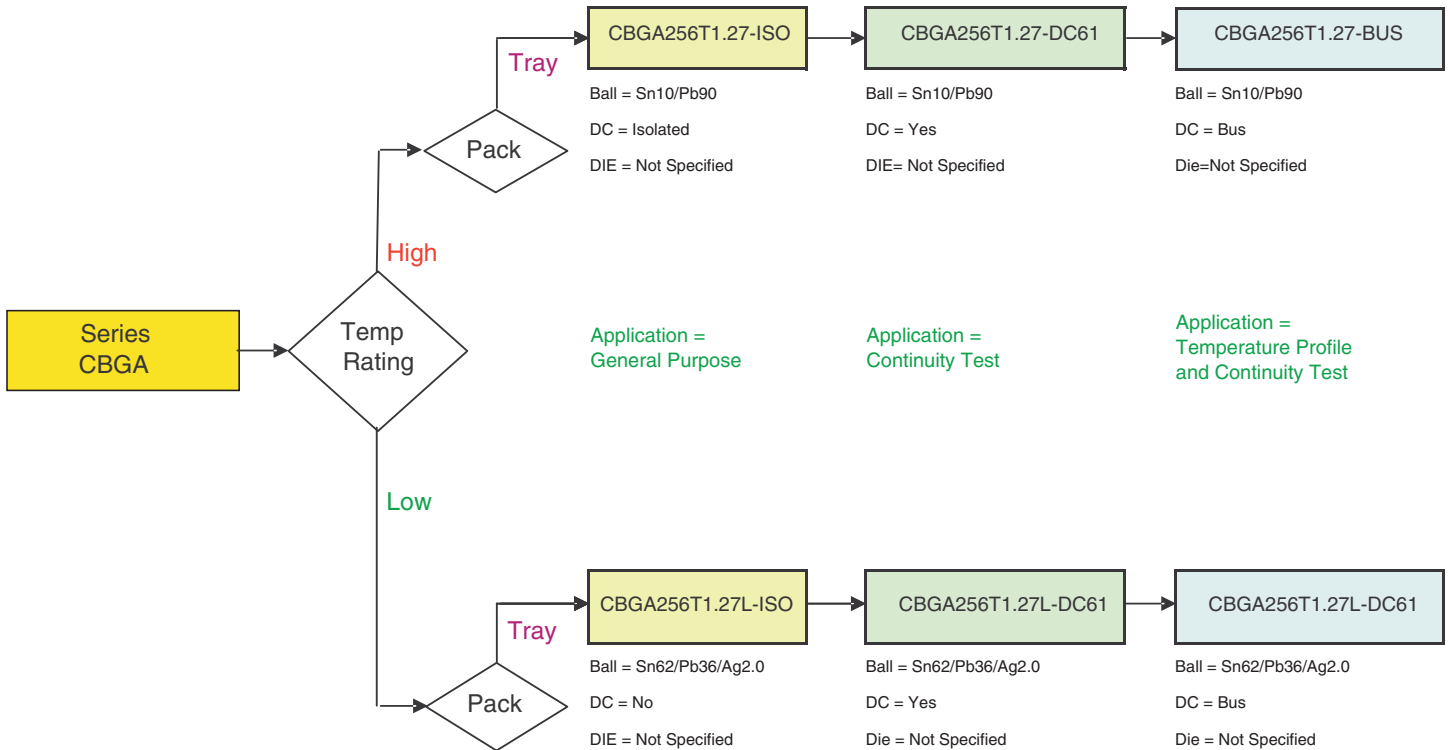 CBGA256T1.27-ISO
CBGA256T1.27-DC61
CBGA256T1.27-BUS
Tray
Ball = Sn10/Pb90
Ball = Sn10/Pb90
Ball = Sn10/Pb90
DC = Isolated
DC = Yes
DC = Bus
Pack
DIE = Not Specified
DIE= Not Specified
Die=Not Specified
High
Series
CBGA
Temp
Rating
Application =
General Purpose
Application =
Continuity Test
Application =
Temperature Profile
and Continuity Test
Low
CBGA256T1.27L-ISO
CBGA256T1.27L-DC61
CBGA256T1.27L-DC61
Tray
Ball = Sn62/Pb36/Ag2.0
Ball = Sn62/Pb36/Ag2.0
Ball = Sn62/Pb36/Ag2.0
Pack
DC = No
DC = Yes
DC = Bus
DIE = Not Specified
Die = Not Specified
Die = Not Specified